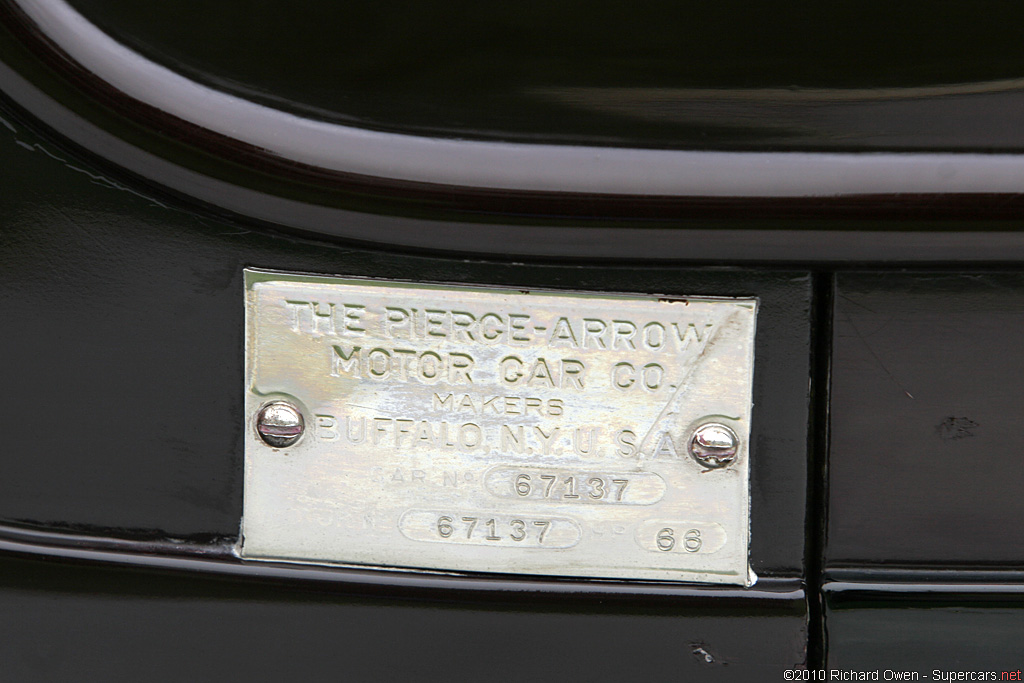 THE PIERCE-ARROW
MOTOR CAR CO.
MAKERS
BUFFALO, N.Y. U.S.A.
CAR Nº 67137
67137 66
©2010 Richard Owen - Supercars.net